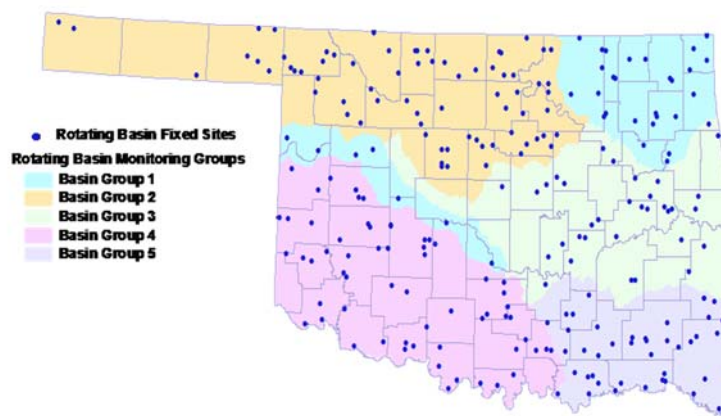 Rotating Basin Fixed Sites
Rotating Basin Monitoring Groups
Basin Group 1
Basin Group 2
Basin Group 3
Basin Group 4
Basin Group 5